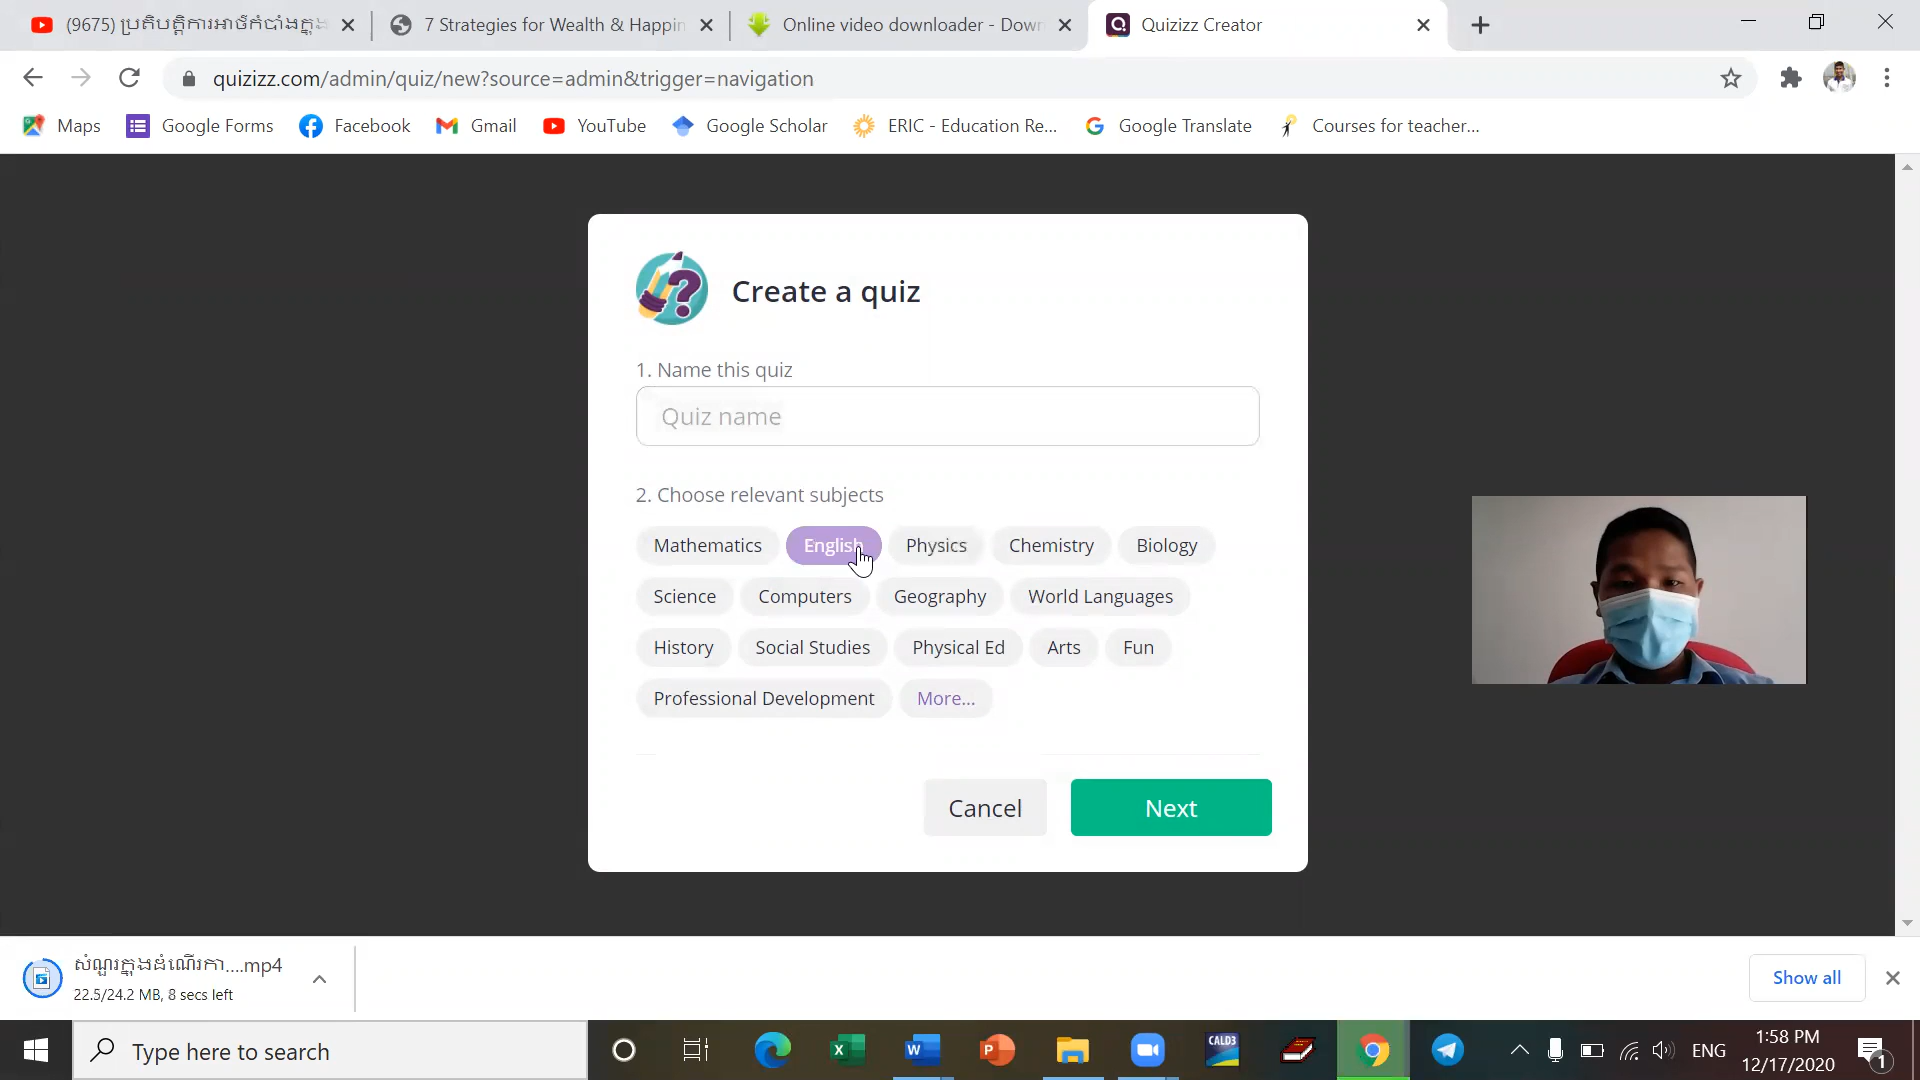 (9675) ប្រតិបត្តិការអាថ៌កំបាំងក្នុង
7 Strategies for Wealth & Happin
Online video downloader - Down
Quizizz Creator
quizizz.com/admin/quiz/new?source=admin&trigger=navigation
Maps
Google Forms
Facebook
Gmail
YouTube
Google Scholar
ERIC - Education Re...
Google Translate
Courses for teacher...
Create a quiz
1. Name this quiz
Quiz name
2. Choose relevant subjects
Mathematics English Physics Chemistry Biology
Science Computers Geography World Languages
History Social Studies Physical Ed Arts Fun
Professional Development More...
Cancel Next
សំណួរក្នុងដំណើរកា....mp4
22.5/24.2 MB, 8 secs left
Show all
Type here to search
CALD3
ENG
1:58 PM
12/17/2020
1